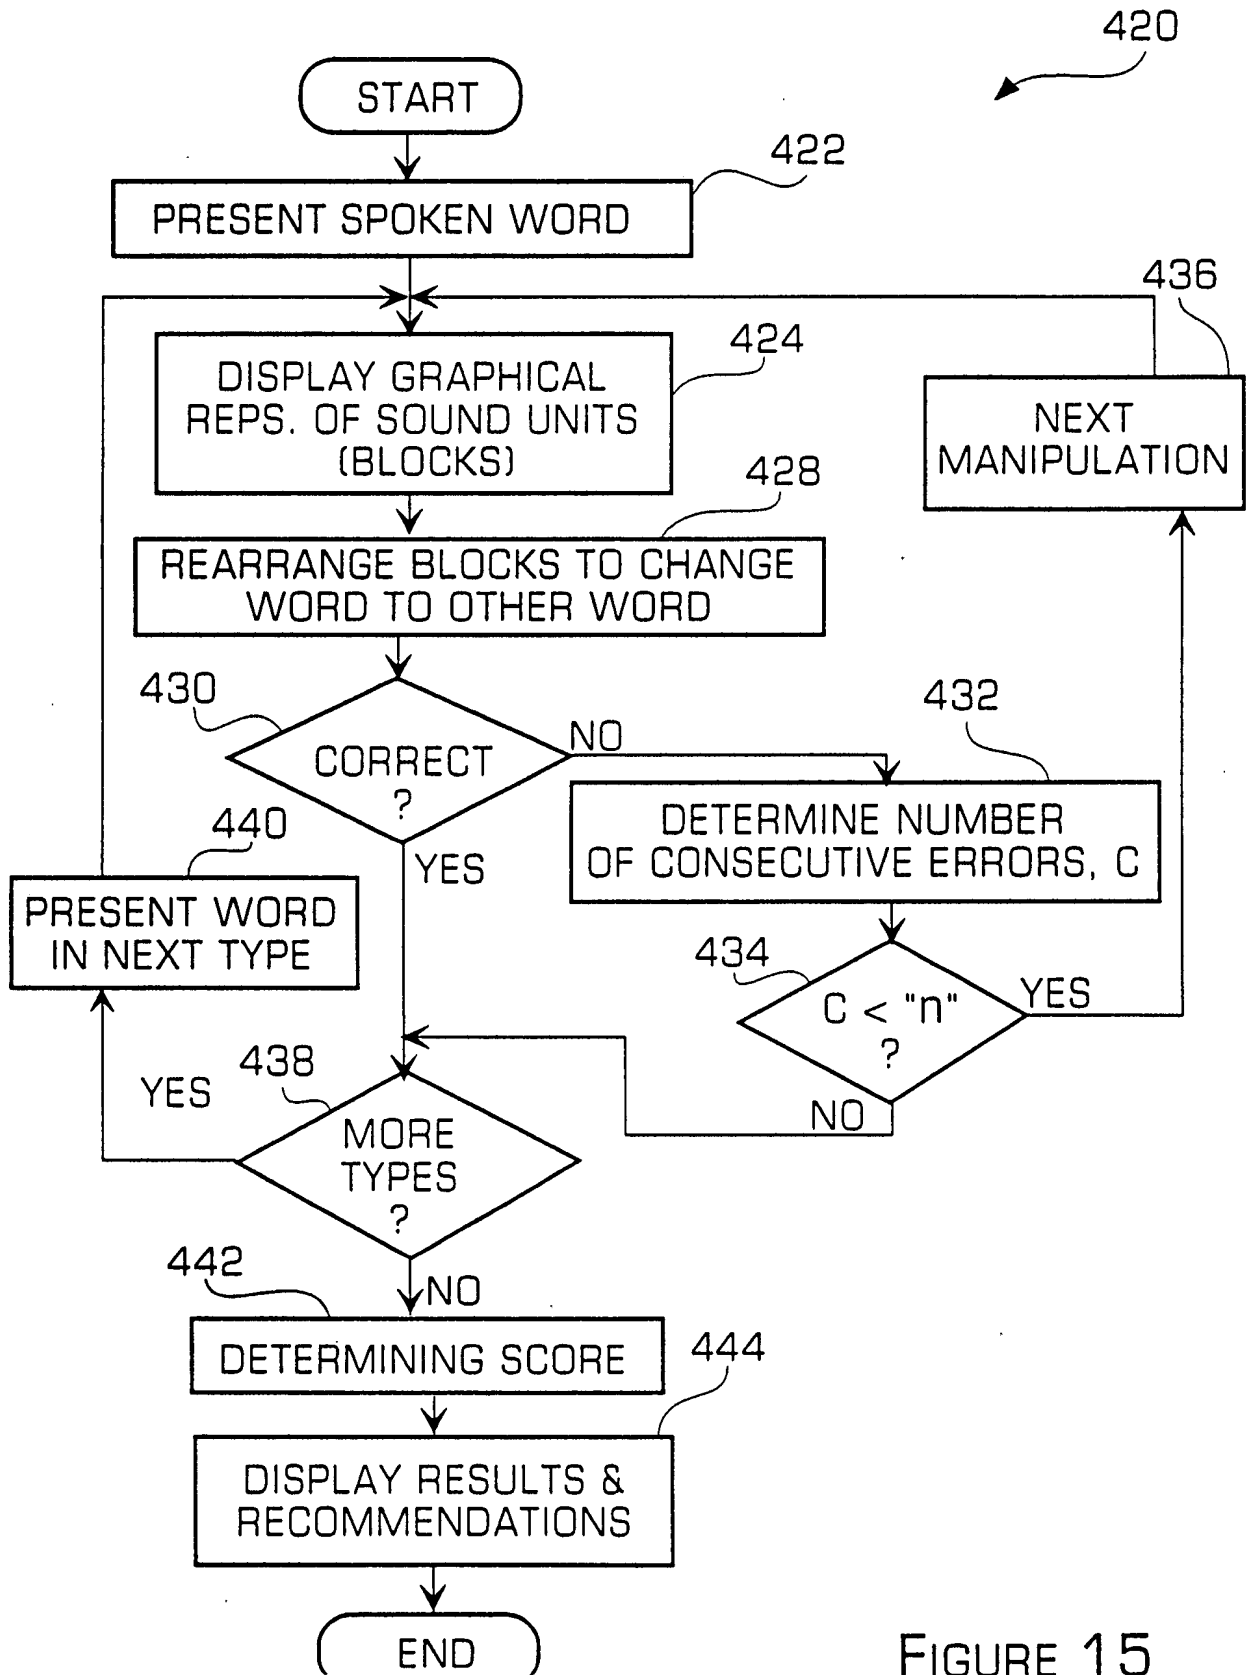 420
START
422
PRESENT SPOKEN WORD
436
424
DISPLAY GRAPHICAL
REPS. OF SOUND UNITS
(BLOCKS)
NEXT
MANIPULATION
428
REARRANGE BLOCKS TO CHANGE
WORD TO OTHER WORD
430
CORRECT
?
NO
432
DETERMINE NUMBER
OF CONSECUTIVE ERRORS, C
YES
440
PRESENT WORD
IN NEXT TYPE
434
C < "n"
?
YES
NO
438
MORE
TYPES
?
YES
NO
442
DETERMINING SCORE
444
DISPLAY RESULTS &
RECOMMENDATIONS
END
FIGURE 15